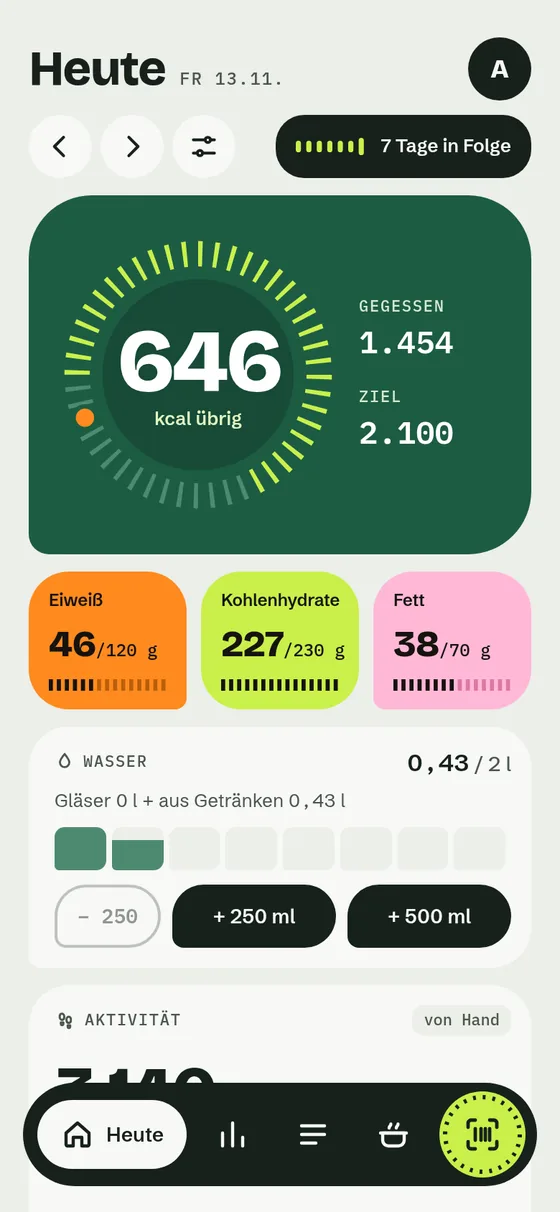 Heute FR 13.11. A
7 Tage in Folge
646
kcal übrig
GEGESSEN
1.454
ZIEL
2.100
Eiweiß
46/120 g
Kohlenhydrate
227/230 g
Fett
38/70 g
WASSER 0,43 / 2 l
Gläser 0 l + aus Getränken 0,43 l
− 250 + 250 ml + 500 ml
AKTIVITÄT von Hand
Heute